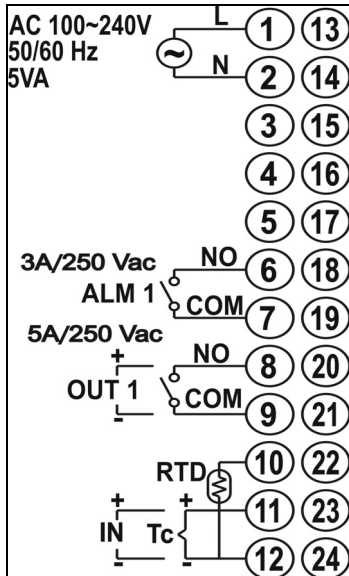 AC 100~240V
50/60 Hz
5VA
L 1 13
~ N 2 14
3 15
4 16
5 17
3A/250 Vac NO 6 18
ALM 1 COM 7 19
5A/250 Vac
+ NO 8 20
OUT 1 COM
- 9 21
RTD 10 22
+ + 11 23
IN Tc
- - 12 24